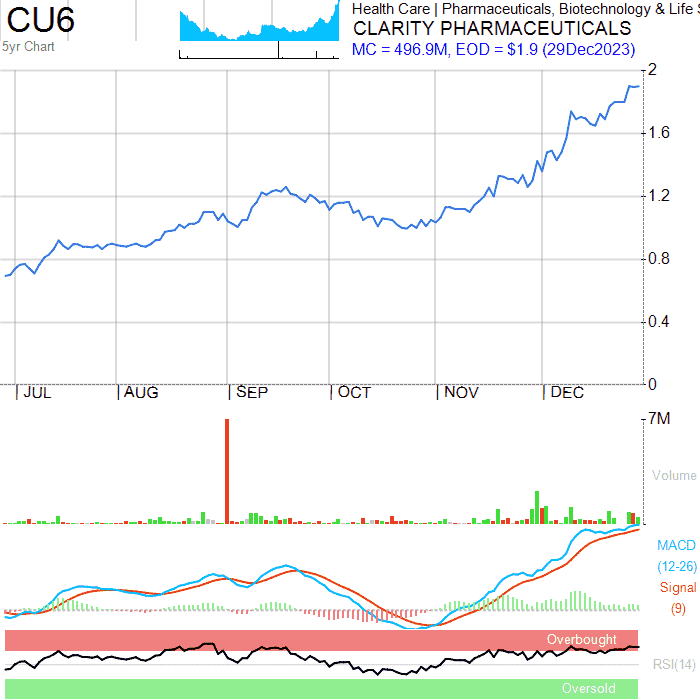 CU6
5yr Chart
Health Care | Pharmaceuticals, Biotechnology & Life S
CLARITY PHARMACEUTICALS
MC = 496.9M, EOD = $1.9 (29Dec2023)
2
1.6
1.2
0.8
0.4
0
| JUL | AUG | SEP | OCT | NOV | DEC
7M
Volume
MACD
(12-26)
Signal
(9)
Overbought
RSI(14)
Oversold